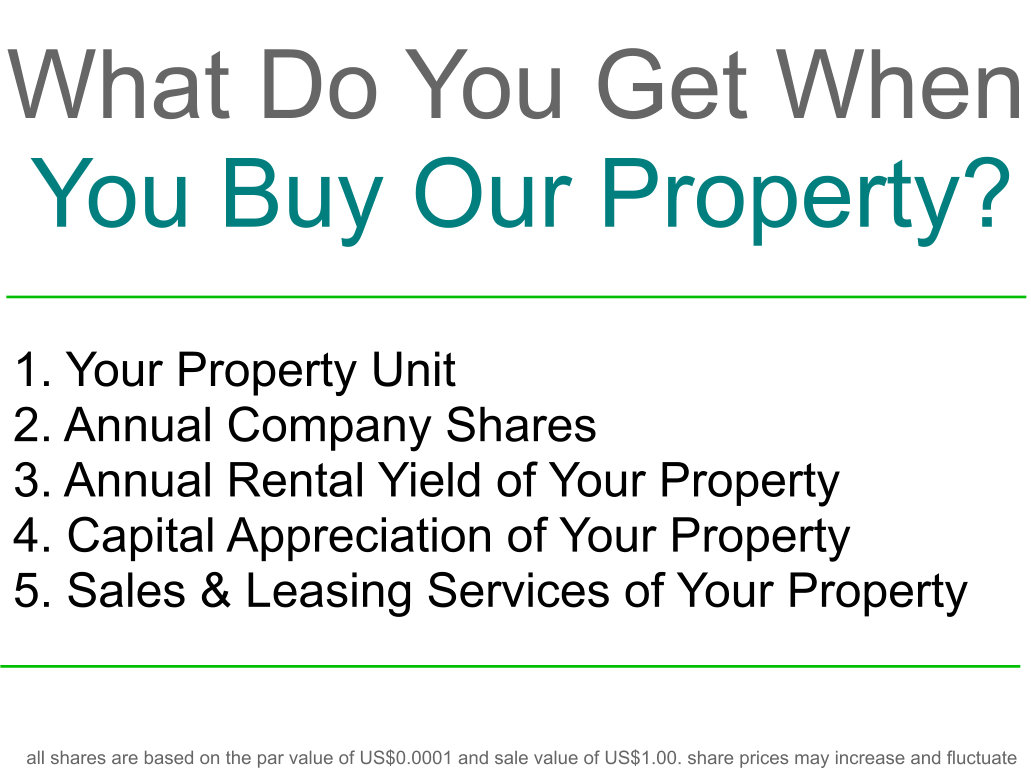 What Do You Get When
You Buy Our Property?
1. Your Property Unit
2. Annual Company Shares
3. Annual Rental Yield of Your Property
4. Capital Appreciation of Your Property
5. Sales & Leasing Services of Your Property
all shares are based on the par value of US$0.0001 and sale value of US$1.00. share prices may increase and fluctuate